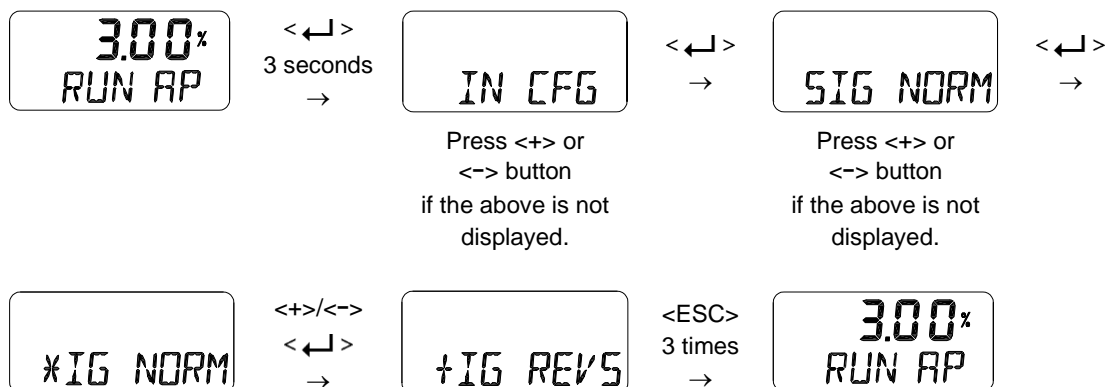 3.00%
RUN AP
< ↵ >
3 seconds
→
IN CFG
Press <+> or
<-> button
if the above is not
displayed.
< ↵ >
→
SIG NORM
Press <+> or
<-> button
if the above is not
displayed.
< ↵ >
→
*IG NORM
<+>/<->
< ↵ >
→
+IG REVS
<ESC>
3 times
→
3.00%
RUN AP